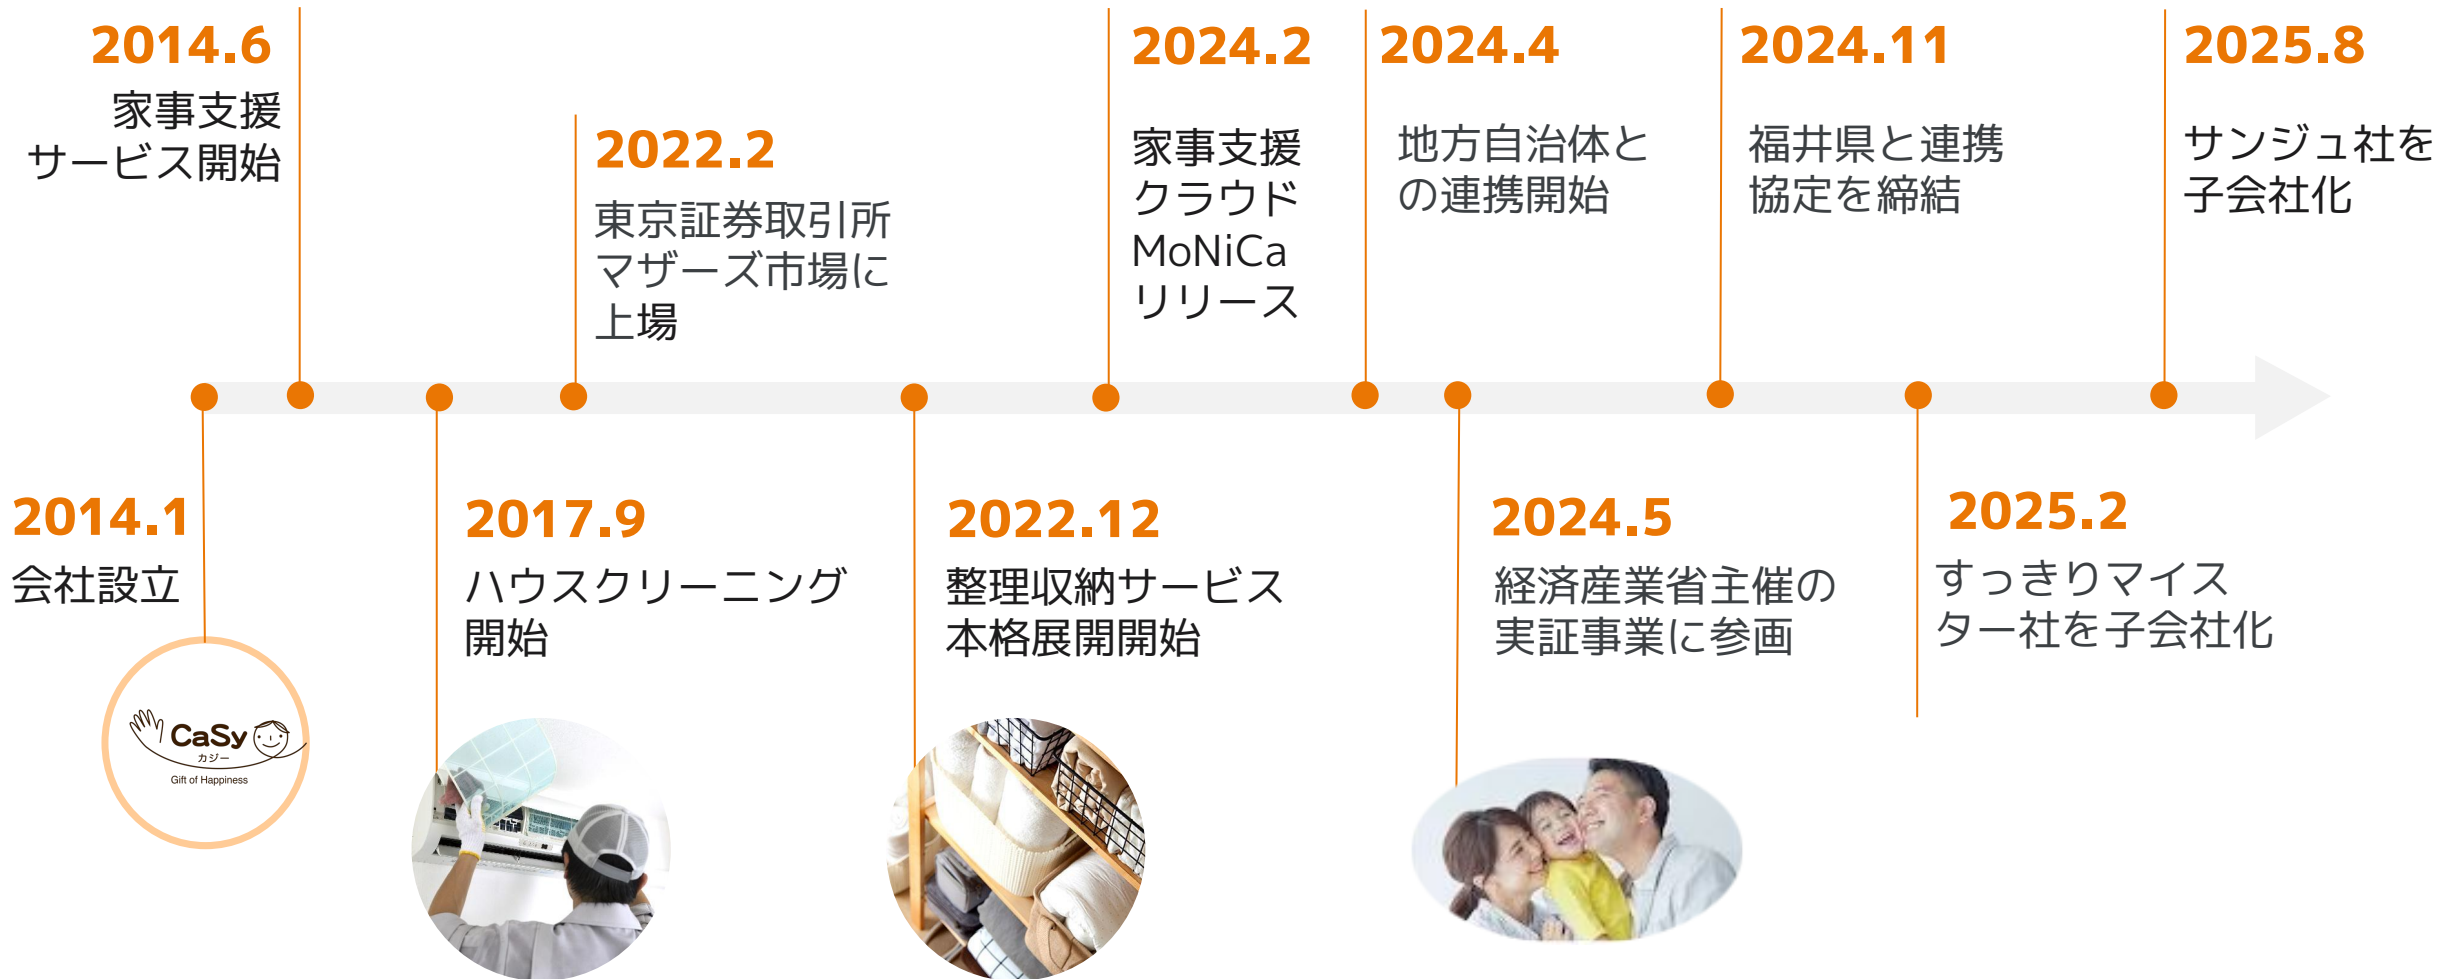 2014.6
家事支援
サービス開始
2022.2
東京証券取引所
マザーズ市場に
上場
2024.2
家事支援
クラウド
MoNiCa
リリース
2024.4
地方自治体と
の連携開始
2024.11
福井県と連携
協定を締結
2025.8
サンジュ社を
子会社化
2014.1
会社設立
CaSy
カジー
Gift of Happiness
2017.9
ハウスクリーニング
開始
2022.12
整理収納サービス
本格展開開始
2024.5
経済産業省主催の
実証事業に参画
2025.2
すっきりマイス
ター社を子会社化